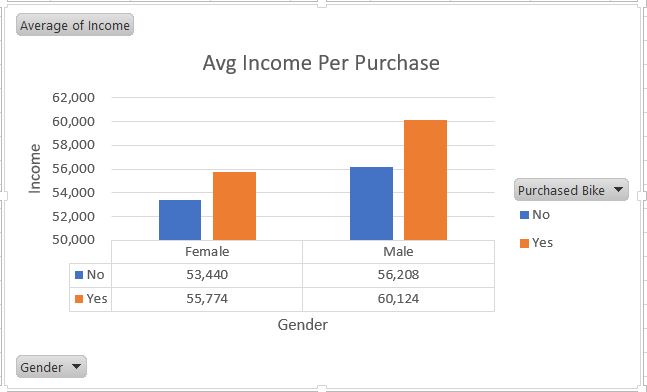 Average of Income
Avg Income Per Purchase
Income
62,000
60,000
58,000
56,000
54,000
52,000
50,000
Female Male
No 53,440 56,208
Yes 55,774 60,124
Gender
Purchased Bike
No
Yes
Gender